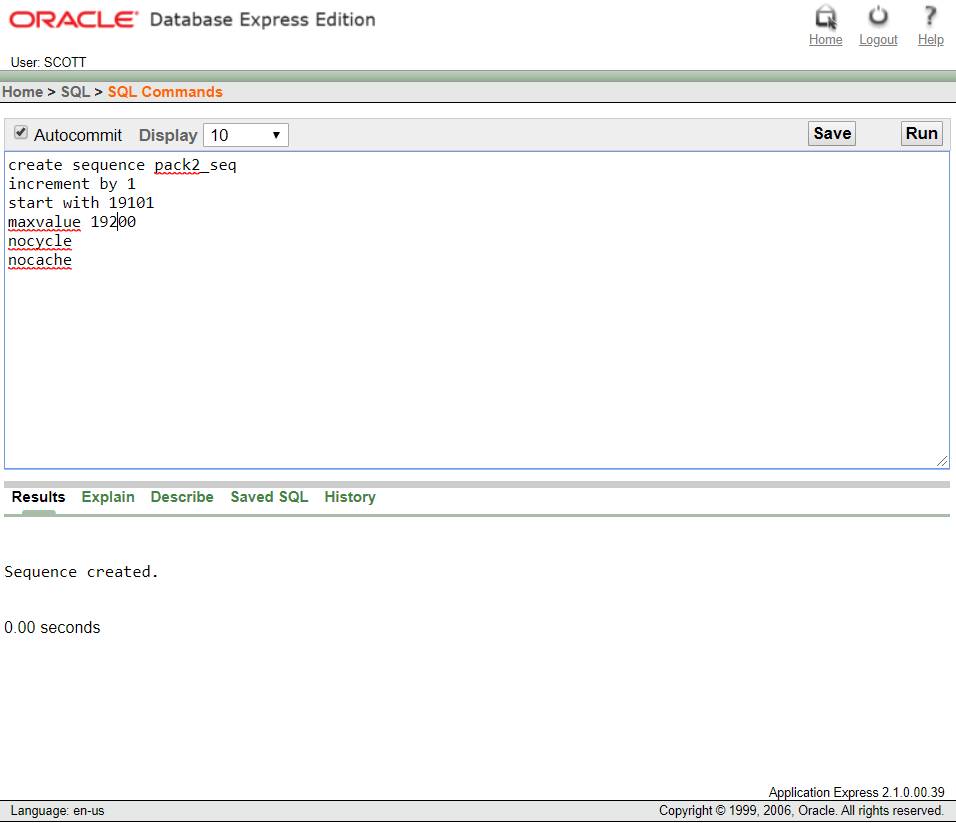 ORACLE Database Express Edition
Home Logout Help
User: SCOTT
Home > SQL > SQL Commands
Autocommit Display 10 Save Run
create sequence pack2_seq
increment by 1
start with 19101
maxvalue 19200
nocycle
nocache
Results Explain Describe Saved SQL History
Sequence created.
0.00 seconds
Application Express 2.1.0.00.39
Language: en-us Copyright © 1999, 2006, Oracle. All rights reserved.